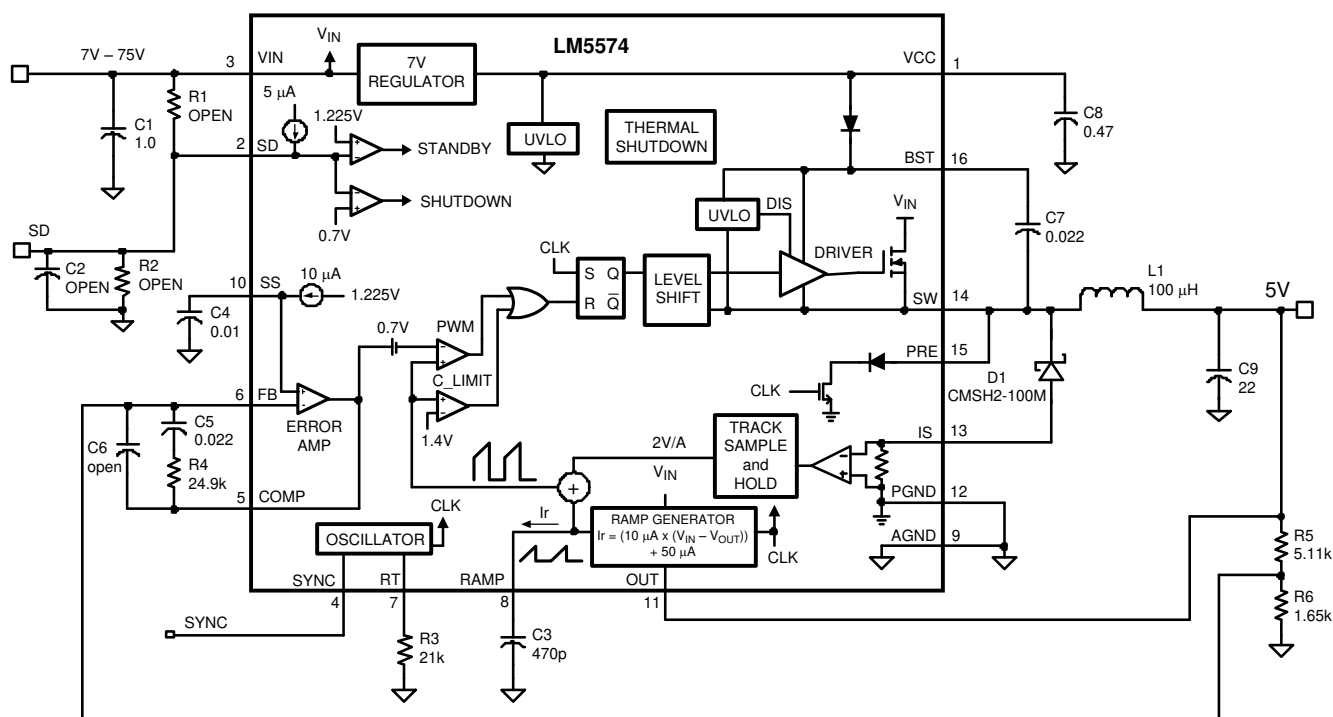 LM5574
7V – 75V
3
VIN
VIN
7V
REGULATOR
VCC
1
R1
OPEN
C1
1.0
5 µA
1.225V
2
SD
STANDBY
UVLO
THERMAL
SHUTDOWN
C8
0.47
BST
16
SHUTDOWN
0.7V
UVLO
DIS
VIN
C7
0.022
SD
C2
OPEN
R2
OPEN
CLK
DRIVER
10
SS
10 µA
1.225V
S Q
R Q̅
LEVEL
SHIFT
SW
14
L1
100 µH
5V
C4
0.01
0.7V
PWM
PRE
15
C_LIMIT
CLK
D1
CMSH2-100M
C9
22
6
FB
ERROR
AMP
1.4V
C5
0.022
C6
open
R4
24.9k
2V/A
TRACK
SAMPLE
and
HOLD
IS
13
VIN
5
COMP
+
PGND
12
CLK
Ir
RAMP GENERATOR
Ir = (10 µA x (VIN – VOUT))
+ 50 µA
CLK
AGND
9
OSCILLATOR
R5
5.11k
SYNC
RT
RAMP
OUT
4
7
8
11
R6
1.65k
SYNC
R3
21k
C3
470p